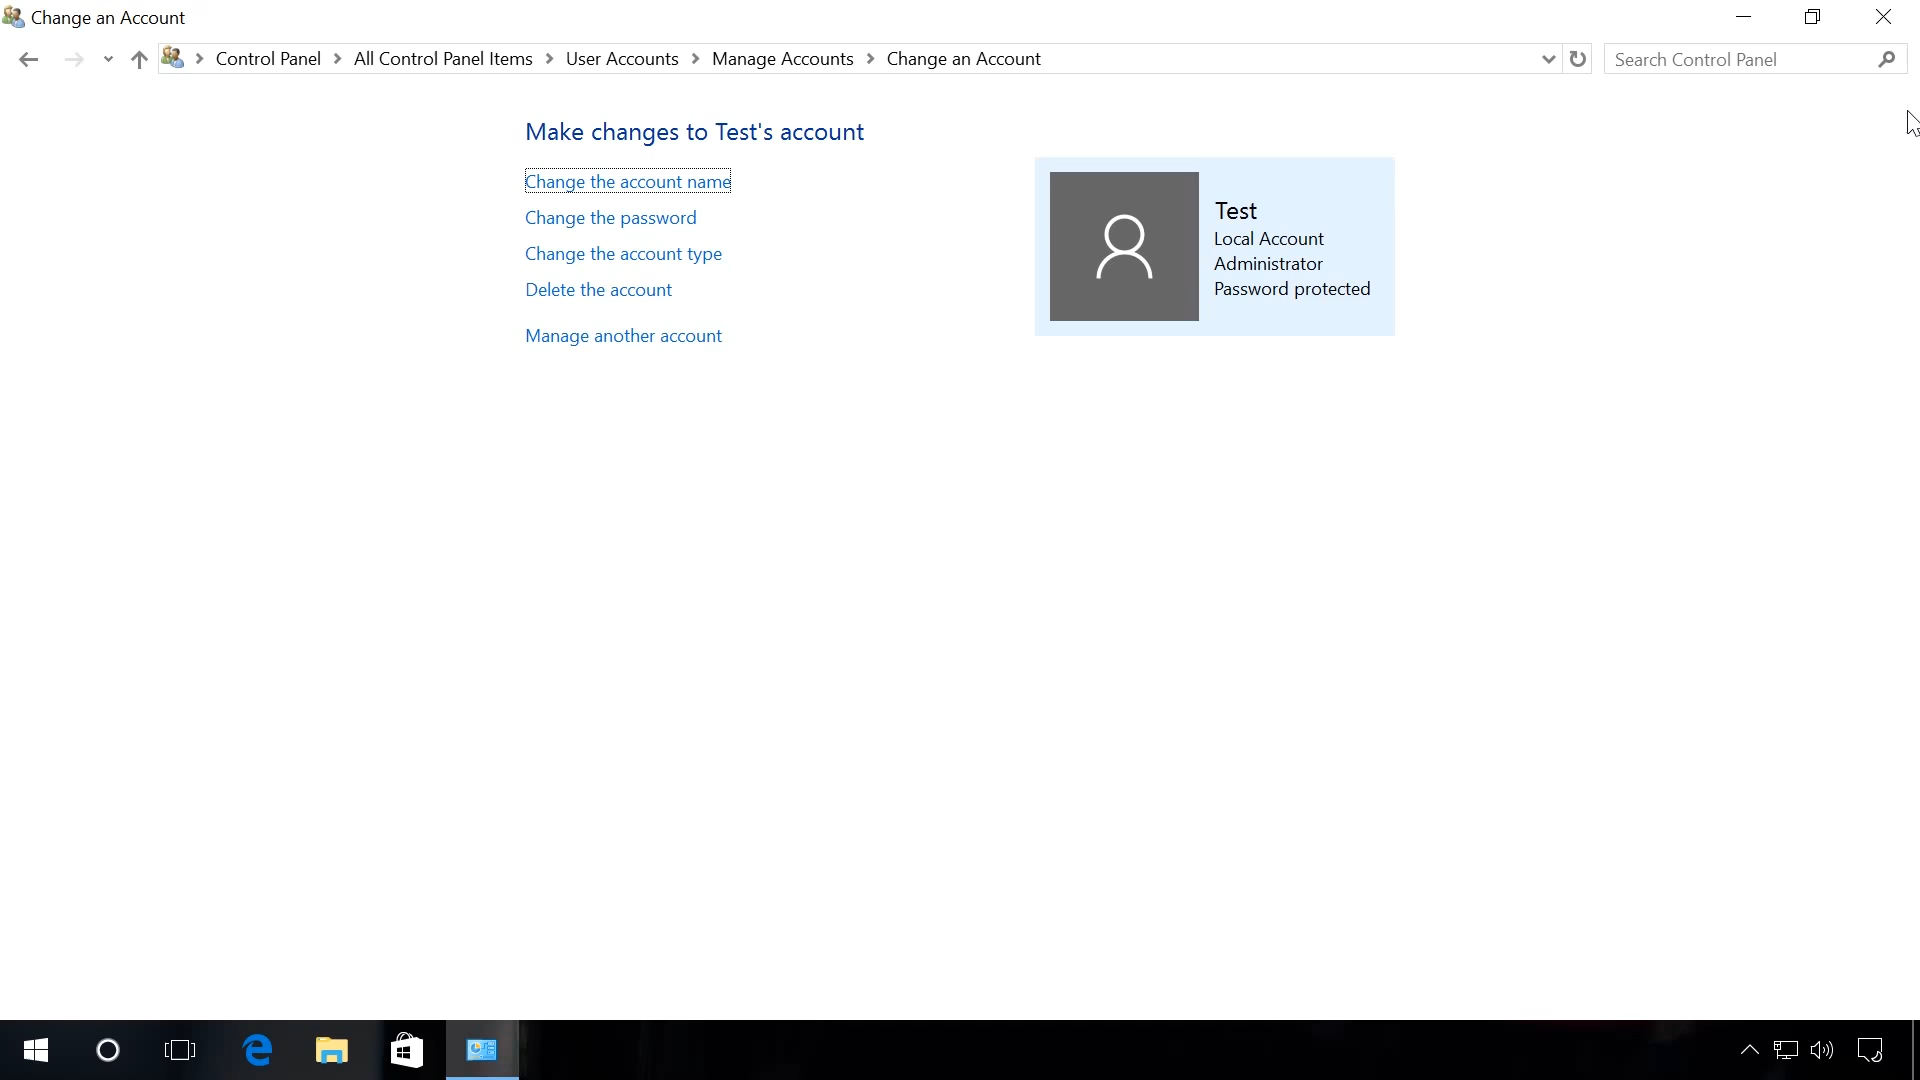 Change an Account
Control Panel > All Control Panel Items > User Accounts > Manage Accounts > Change an Account
Search Control Panel
Make changes to Test's account
Change the account name
Change the password
Change the account type
Delete the account
Manage another account
Test
Local Account
Administrator
Password protected